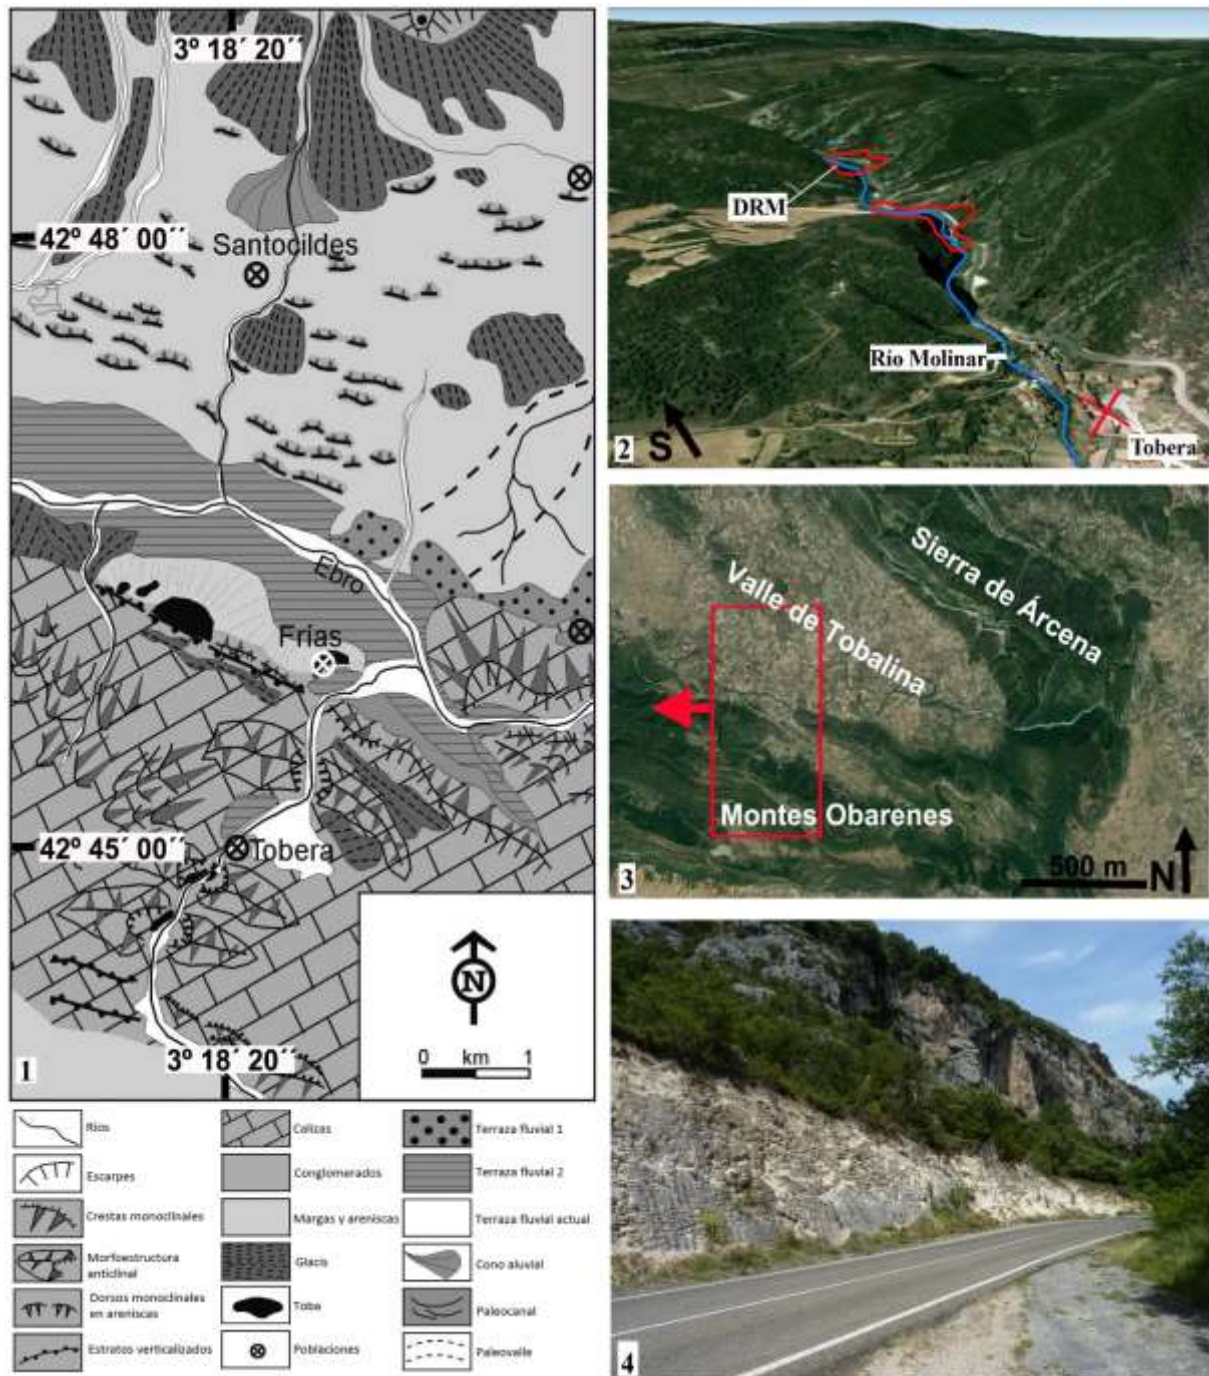 3º 18´ 20´´
42º 48´ 00´´
Santocildes
Ebro
Frías
42º 45´ 00´´
Tobera
N
0 km 1
3º 18´ 20´´
1
Ríos
Escarpes
Crestas monoclinales
Morfoestructura
anticlinal
Dorsos monoclinales
en areniscas
Estratos verticalizados
Calizas
Conglomerados
Margas y areniscas
Glacis
Toba
Poblaciones
Terraza fluvial 1
Terraza fluvial 2
Terraza fluvial actual
Cono aluvial
Paleocanal
Paleovalle
DRM
Río Molinar
Tobera
S
2
Sierra de Árcena
Valle de Tobalina
Montes Obarenes
500 m
N
3
4